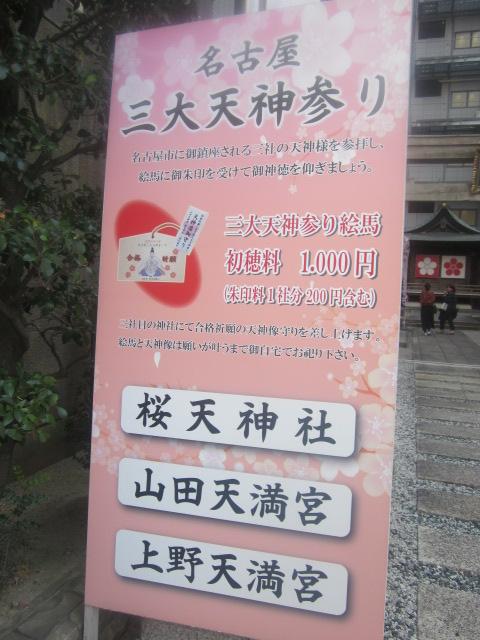 名古屋
三大天神参り
名古屋市に御鎮座される三社の天神様を参拝し、
絵馬に御朱印を受けて御神徳を仰ぎましょう。
三大天神参り絵馬
初穂料 1.000円
(朱印料1社分200円含む)
合格 祈願
三社目の神社にて合格祈願の天神像守りを差し上げます。
絵馬と天神像は願いが叶うまで御自宅でお祀り下さい。
桜天神社
山田天満宮
上野天満宮